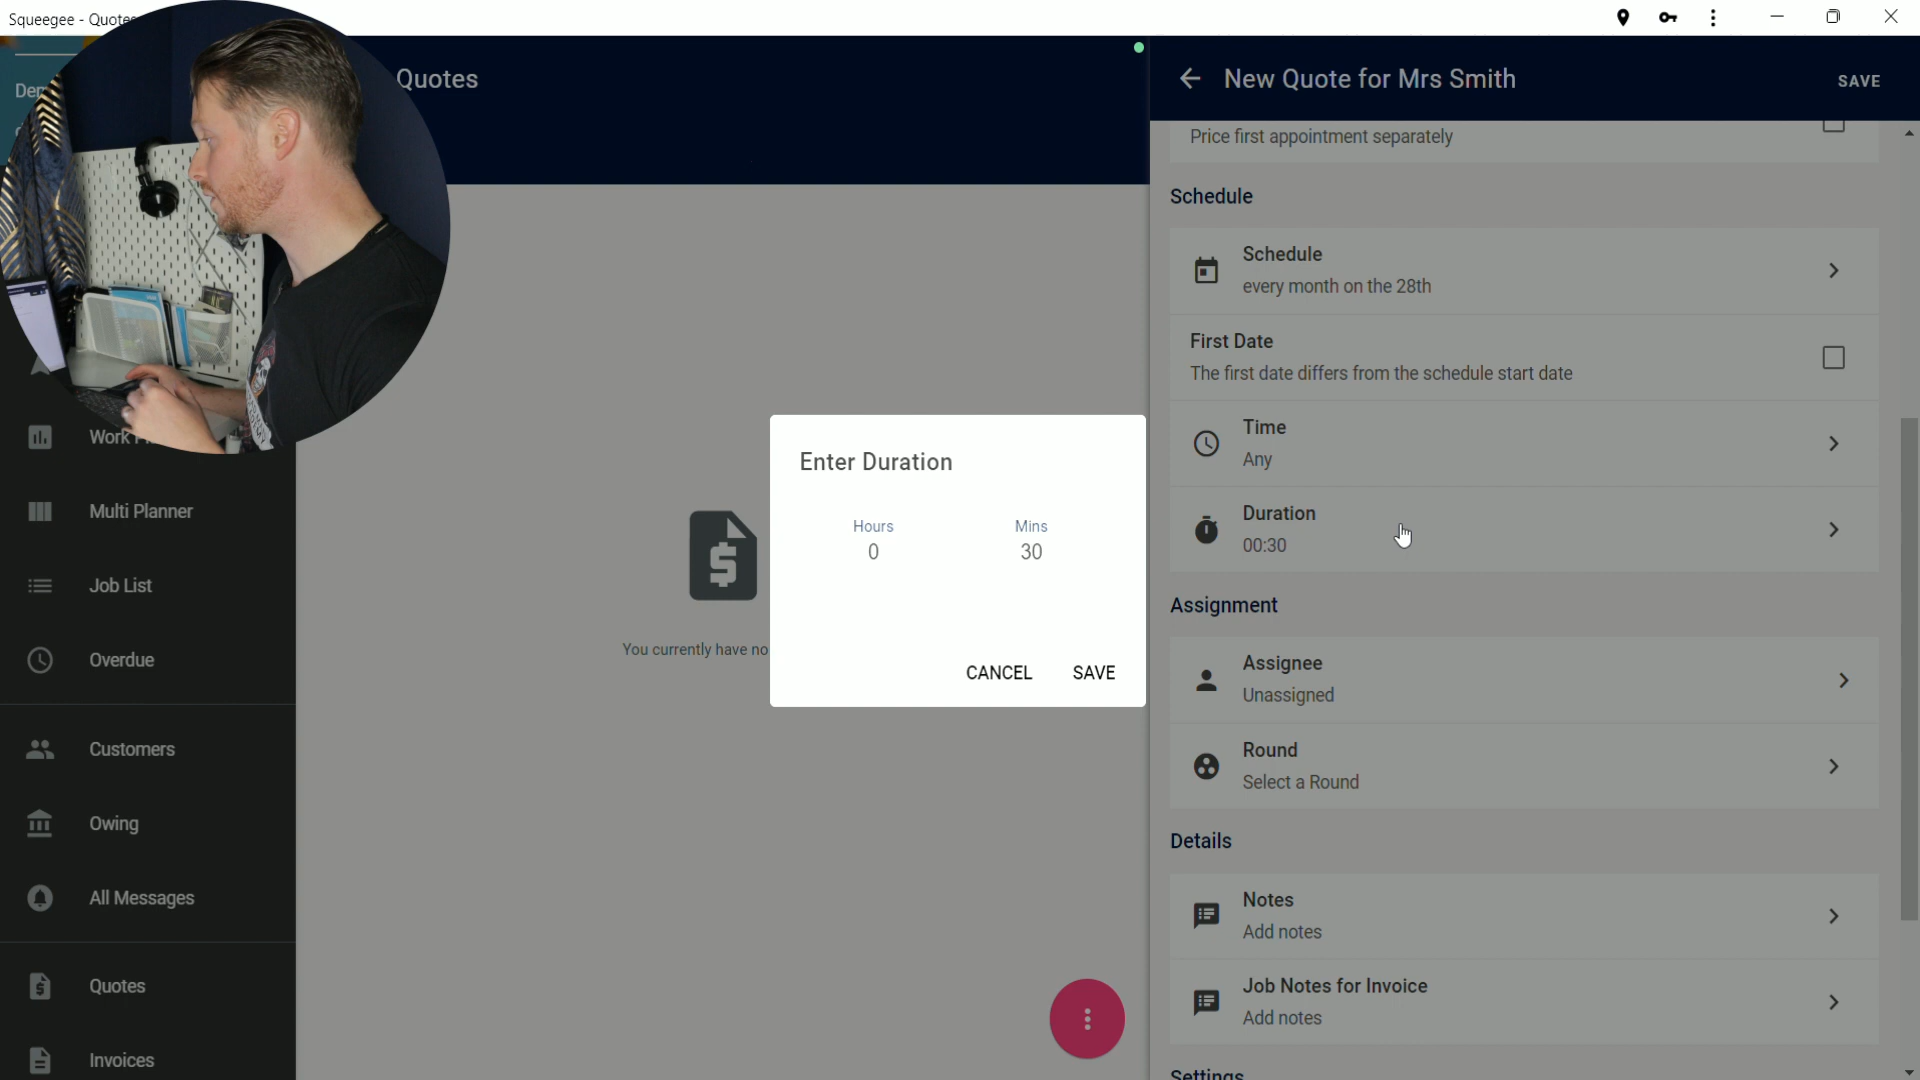 Squeegee - Quotes
Quotes
New Quote for Mrs Smith
SAVE
Price first appointment separately
Schedule
Schedule
every month on the 28th
First Date
The first date differs from the schedule start date
Time
Any
Duration
00:30
Assignment
Assignee
Unassigned
Round
Select a Round
Details
Notes
Add notes
Job Notes for Invoice
Add notes
Settings
Enter Duration
Hours
Mins
0
30
CANCEL
SAVE
You currently have no
Work
Multi Planner
Job List
Overdue
Customers
Owing
All Messages
Quotes
Invoices